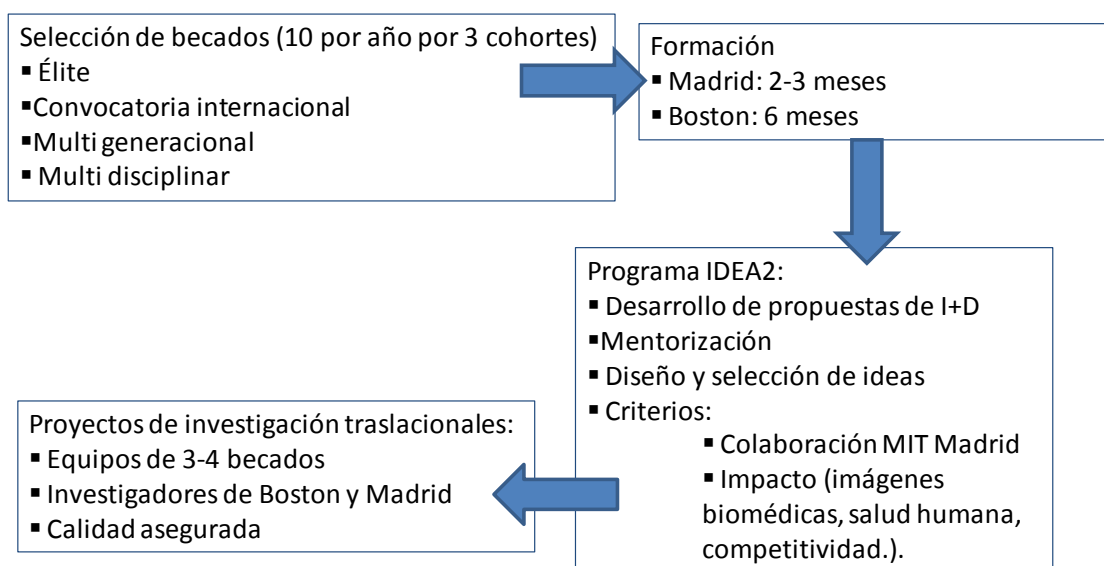 Selección de becados (10 por año por 3 cohortes)
▪ Élite
▪Convocatoria internacional
▪Multi generacional
▪ Multi disciplinar
Formación
▪ Madrid: 2-3 meses
▪ Boston: 6 meses
Programa IDEA2:
▪ Desarrollo de propuestas de I+D
▪Mentorización
▪ Diseño y selección de ideas
▪ Criterios:
▪ Colaboración MIT Madrid
▪ Impacto (imágenes
biomédicas, salud humana,
competitividad.).
Proyectos de investigación traslacionales:
▪ Equipos de 3-4 becados
▪ Investigadores de Boston y Madrid
▪ Calidad asegurada